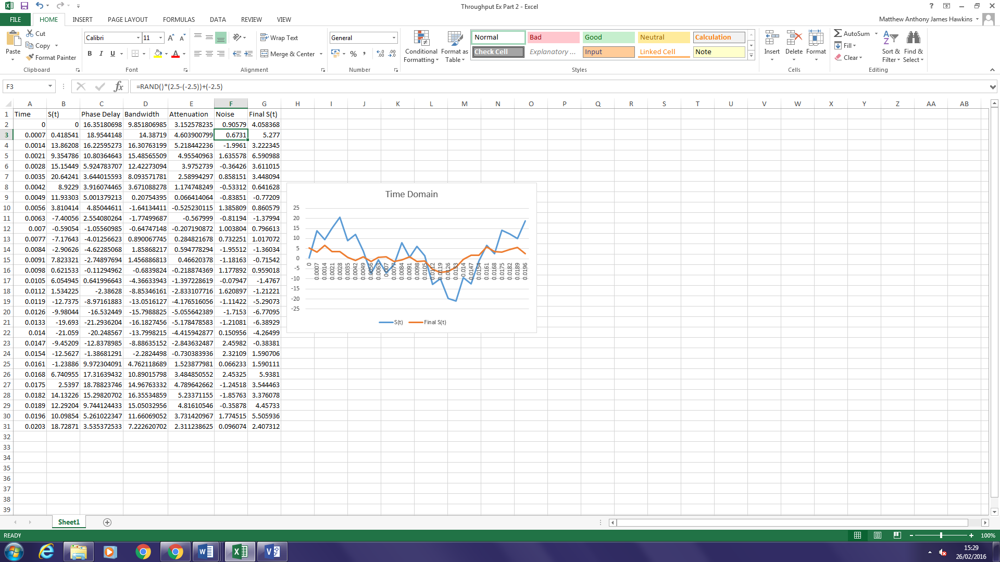 Throughput Ex Part 2 - Excel
FILE HOME INSERT PAGE LAYOUT FORMULAS DATA REVIEW VIEW
Matthew Anthony James Hawkins
Paste
Cut
Copy
Format Painter
Clipboard
Calibri 11
B I U
Font
Wrap Text
Merge & Center
Alignment
General
Number
Conditional Formatting
Format as Table
Normal Bad Good Neutral Calculation
Check Cell Explanatory ... Input Linked Cell Note
Styles
Insert Delete Format
Cells
AutoSum
Fill
Clear
Sort & Filter
Find & Select
Editing
F3 fx =RAND()*(2.5-(-2.5))+(-2.5)
A B C D E F G H I J K L M N O P Q R S T U V W X Y Z AA AB
1 Time S(t) Phase Delay Bandwidth Attenuation Noise Final S(t)
2 0 0 16.35180698 9.851806985 3.152578235 0.90579 4.058368
3 0.0007 0.418541 18.9544148 14.38719 4.603900799 0.6731 5.277
4 0.0014 13.86208 16.22595273 16.30763199 5.218442236 -1.9961 3.222345
5 0.0021 9.354786 10.80364643 15.48565509 4.95540963 1.635578 6.590988
6 0.0028 15.15449 5.924783707 12.42273094 3.9752739 -0.36426 3.611015
7 0.0035 20.64241 3.644015593 8.093571781 2.58994297 0.858151 3.448094
8 0.0042 8.9229 3.916074465 3.671088278 1.174748249 -0.53312 0.641628
9 0.0049 11.93303 5.001379213 0.20754395 0.066414064 -0.83851 -0.77209
10 0.0056 3.810414 4.85044611 -1.64134411 -0.525230115 1.385809 0.860579
11 0.0063 -7.40056 2.554080264 -1.77499687 -0.567999 -0.81194 -1.37994
12 0.007 -0.59054 -1.05560985 -0.64747148 -0.207190872 1.003804 0.796613
13 0.0077 -7.17643 -4.01256623 0.890067745 0.284821678 0.732251 1.017072
14 0.0084 -2.90626 -4.62285068 1.85868217 0.594778294 -1.95512 -1.36034
15 0.0091 7.823321 -2.74897694 1.456886813 0.46620378 -1.18163 -0.71542
16 0.0098 0.621533 -0.11294962 -0.6839824 -0.218874369 1.177892 0.959018
17 0.0105 6.054945 0.641996643 -4.36633943 -1.397228619 -0.07947 -1.4767
18 0.0112 1.534225 -2.38628 -8.85346161 -2.833107716 1.620897 -1.21221
19 0.0119 -12.7375 -8.97161883 -13.0516127 -4.176516056 -1.11422 -5.29073
20 0.0126 -9.98044 -16.532449 -15.7988825 -5.055642389 -1.7153 -6.77095
21 0.0133 -19.693 -21.2936204 -16.1827456 -5.178478583 -1.21081 -6.38929
22 0.014 -21.059 -20.248567 -13.7998215 -4.415942877 0.150956 -4.26499
23 0.0147 -9.45209 -12.8378985 -8.88635152 -2.843632487 2.45982 -0.38381
24 0.0154 -12.5627 -1.38681291 -2.2824498 -0.730383936 2.32109 1.590706
25 0.0161 -1.23886 9.972304091 4.762118689 1.523877981 0.066233 1.590111
26 0.0168 6.740955 17.31639432 10.89015798 3.484850552 2.45325 5.9381
27 0.0175 2.5397 18.78823746 14.96763332 4.789642662 -1.24518 3.544463
28 0.0182 14.13226 15.29820702 16.35534859 5.23371155 -1.85763 3.376078
29 0.0189 12.29204 9.744124433 15.05032956 4.81610546 -0.35878 4.45733
30 0.0196 10.09854 5.261022347 11.66069052 3.731420967 1.774515 5.505936
31 0.0203 18.72871 3.535372533 7.222620702 2.311238625 0.096074 2.407312
32
33
34
35
36
37
38
39
Time Domain
25
20
15
10
5
0
-5
-10
-15
-20
-25
0 0.0007 0.0014 0.0021 0.0028 0.0035 0.0042 0.0049 0.0056 0.0063 0.007 0.0077 0.0084 0.0091 0.0098 0.0105 0.0112 0.0119 0.0126 0.0133 0.014 0.0147 0.0154 0.0161 0.0168 0.0175 0.0182 0.0189 0.0196
S(t) Final S(t)
Sheet1
READY
100%
15:29
26/02/2016